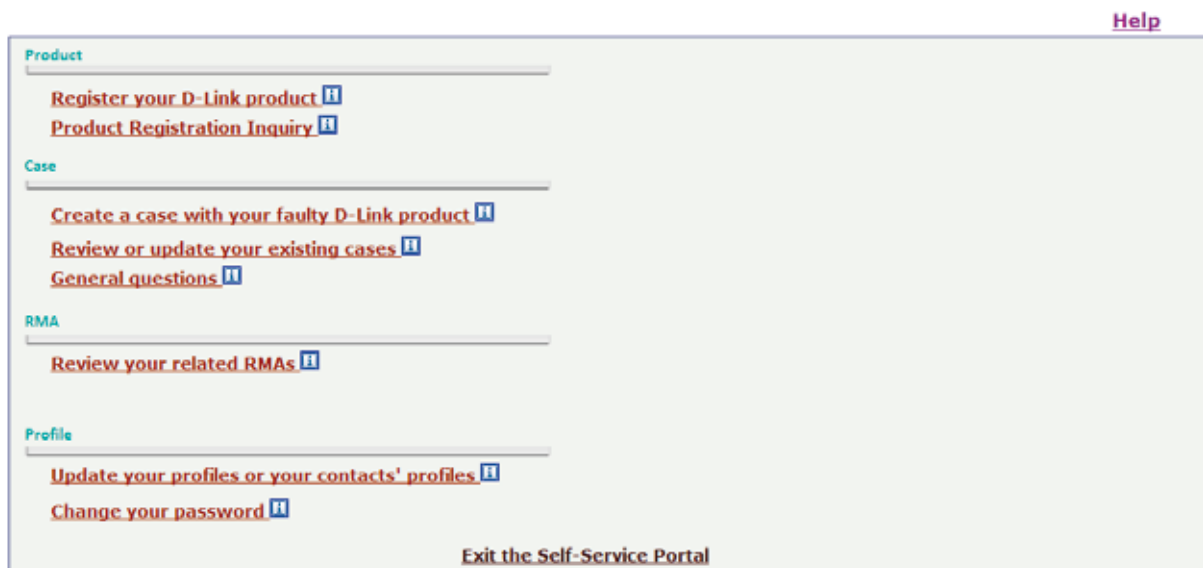 Help
Product
Register your D-Link product
Product Registration Inquiry
Case
Create a case with your faulty D-Link product
Review or update your existing cases
General questions
RMA
Review your related RMAs
Profile
Update your profiles or your contacts' profiles
Change your password
Exit the Self-Service Portal